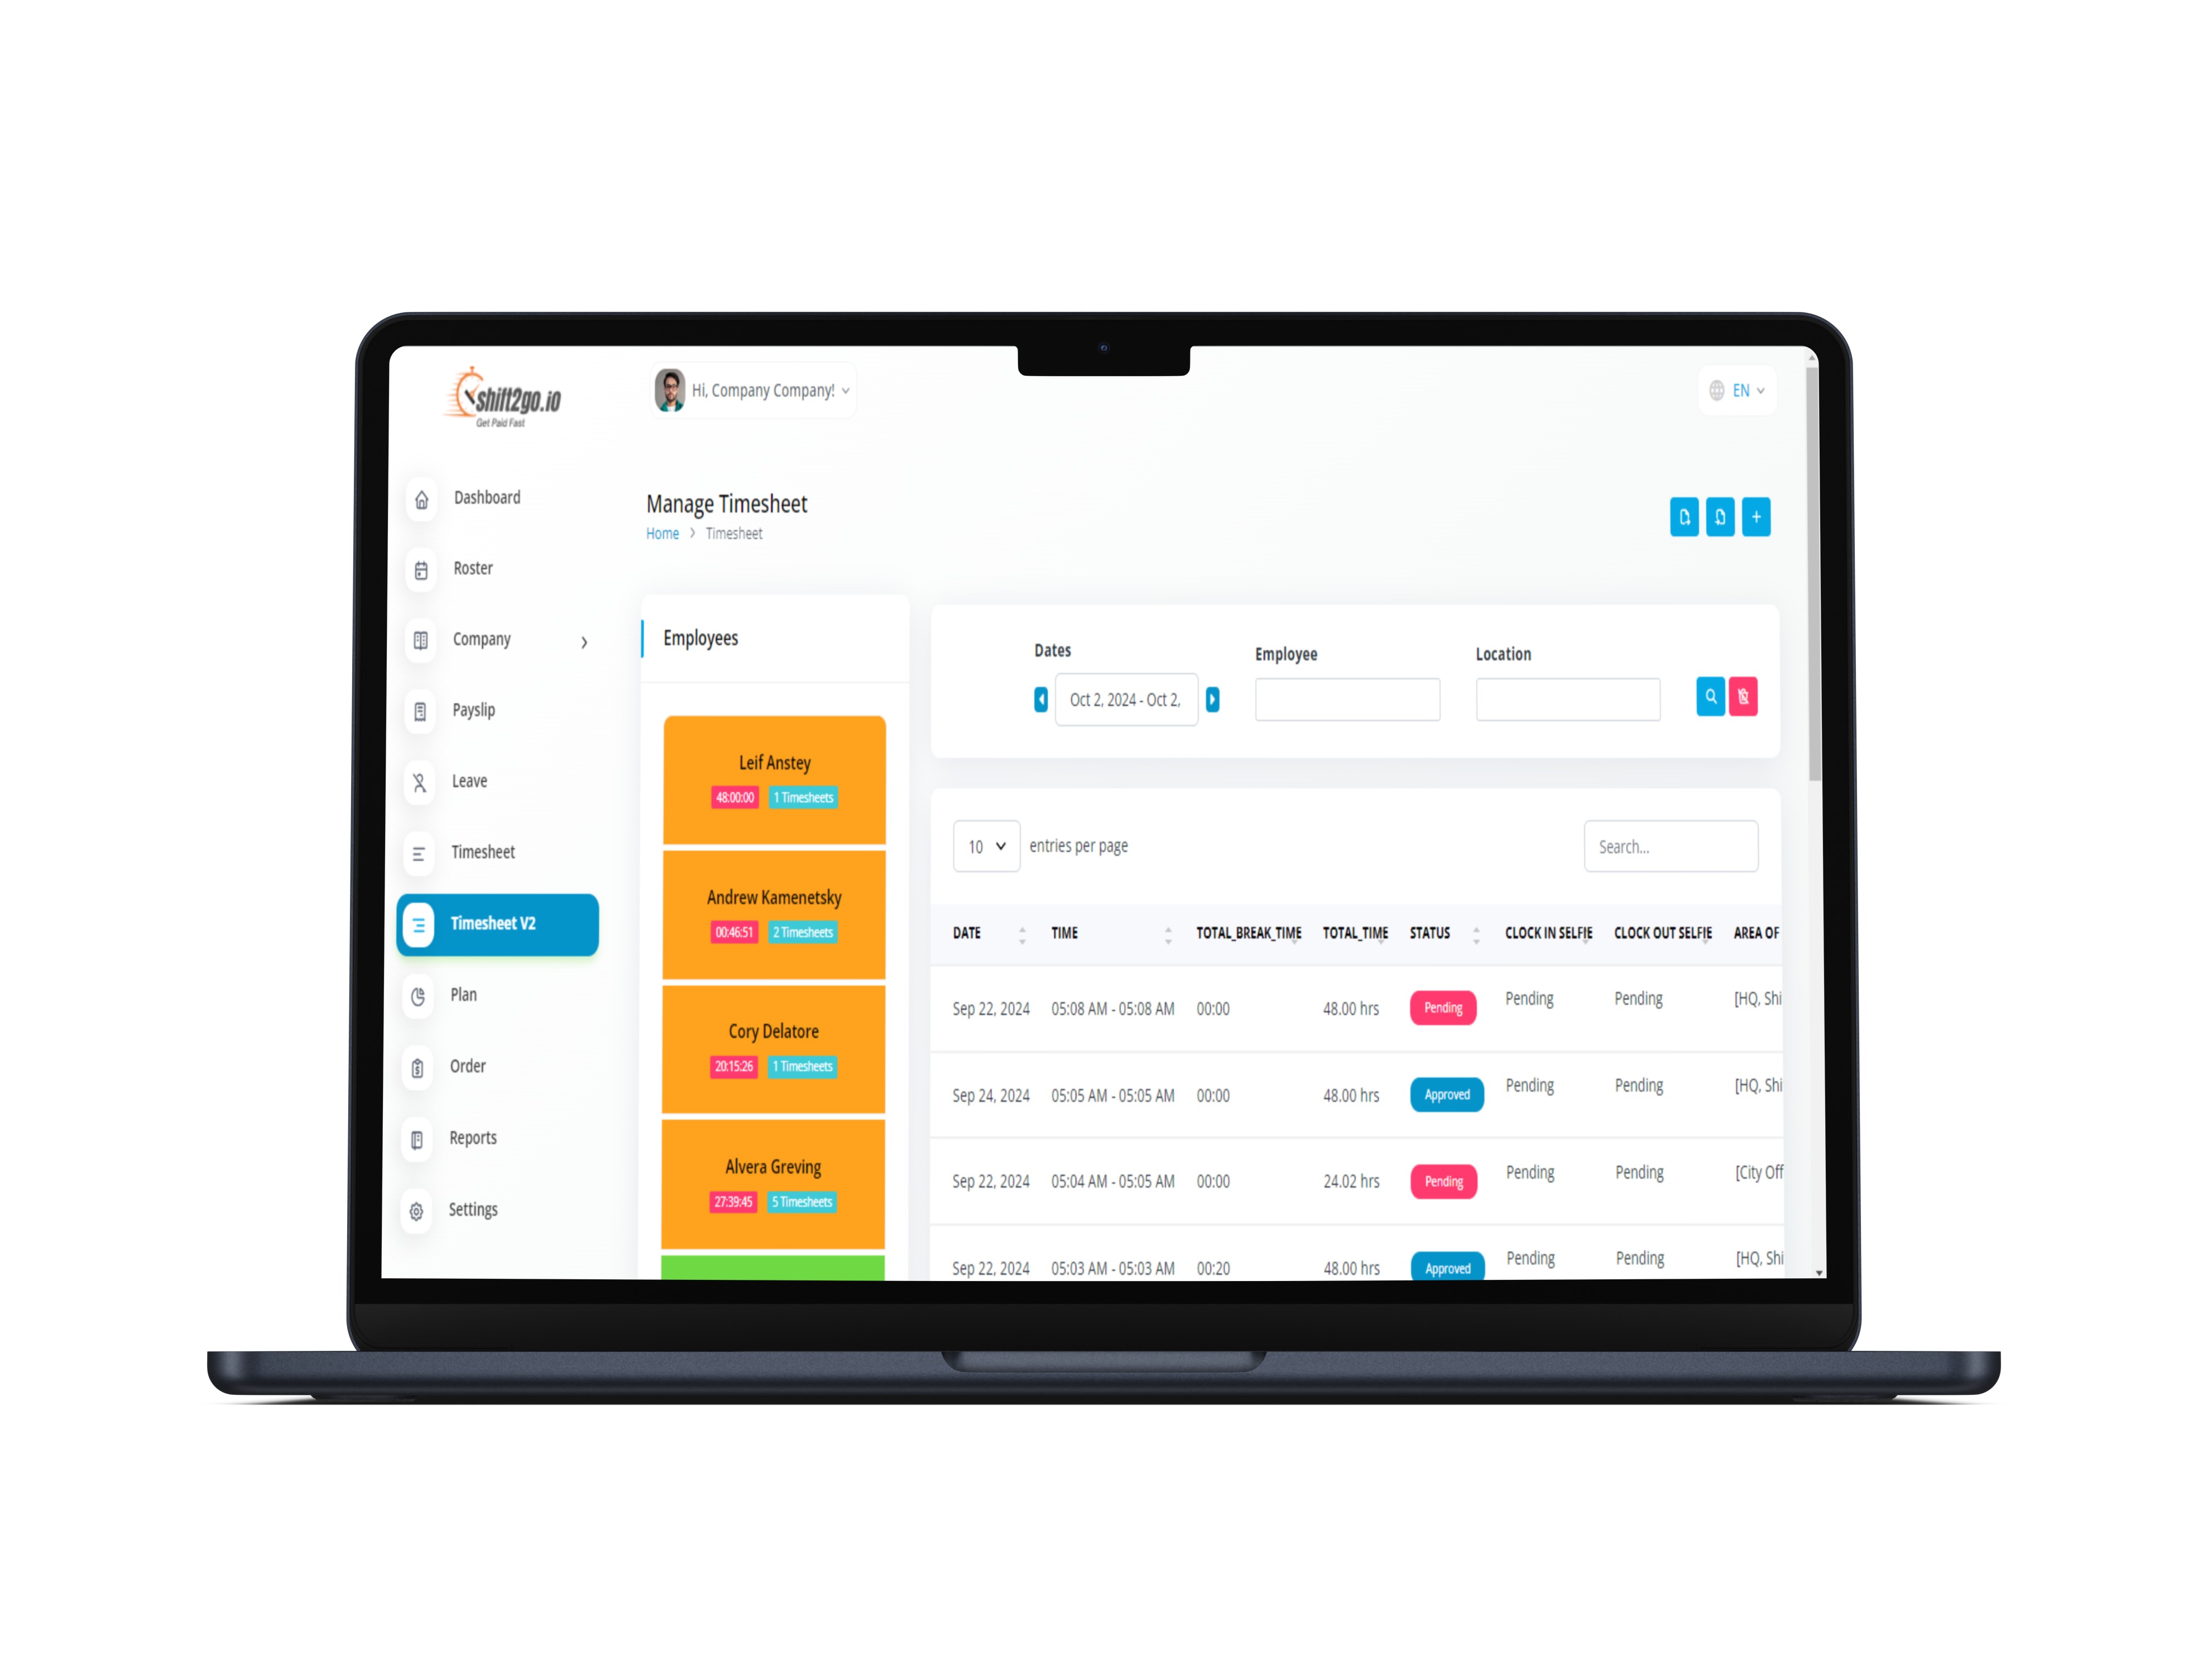 shift2go.io
Get Paid Fast
Hi, Company Company!
EN
Dashboard
Roster
Company
Payslip
Leave
Timesheet
Timesheet V2
Plan
Order
Reports
Settings
Manage Timesheet
Home > Timesheet
Employees
Leif Anstey
48:00:00 1 Timesheets
Andrew Kamenetsky
00:46:51 2 Timesheets
Cory Delatore
20:15:26 1 Timesheets
Alvera Greving
27:39:45 5 Timesheets
Dates Employee Location
Oct 2, 2024 - Oct 2,
10 entries per page
Search...
DATE TIME TOTAL_BREAK_TIME TOTAL_TIME STATUS CLOCK IN SELFIE CLOCK OUT SELFIE AREA OF
Sep 22, 2024 05:08 AM - 05:08 AM 00:00 48.00 hrs Pending Pending Pending [HQ, Shi
Sep 24, 2024 05:05 AM - 05:05 AM 00:00 48.00 hrs Approved Pending Pending [HQ, Shi
Sep 22, 2024 05:04 AM - 05:05 AM 00:00 24.02 hrs Pending Pending Pending [City Off
Sep 22, 2024 05:03 AM - 05:03 AM 00:20 48.00 hrs Approved Pending Pending [HQ, Shi